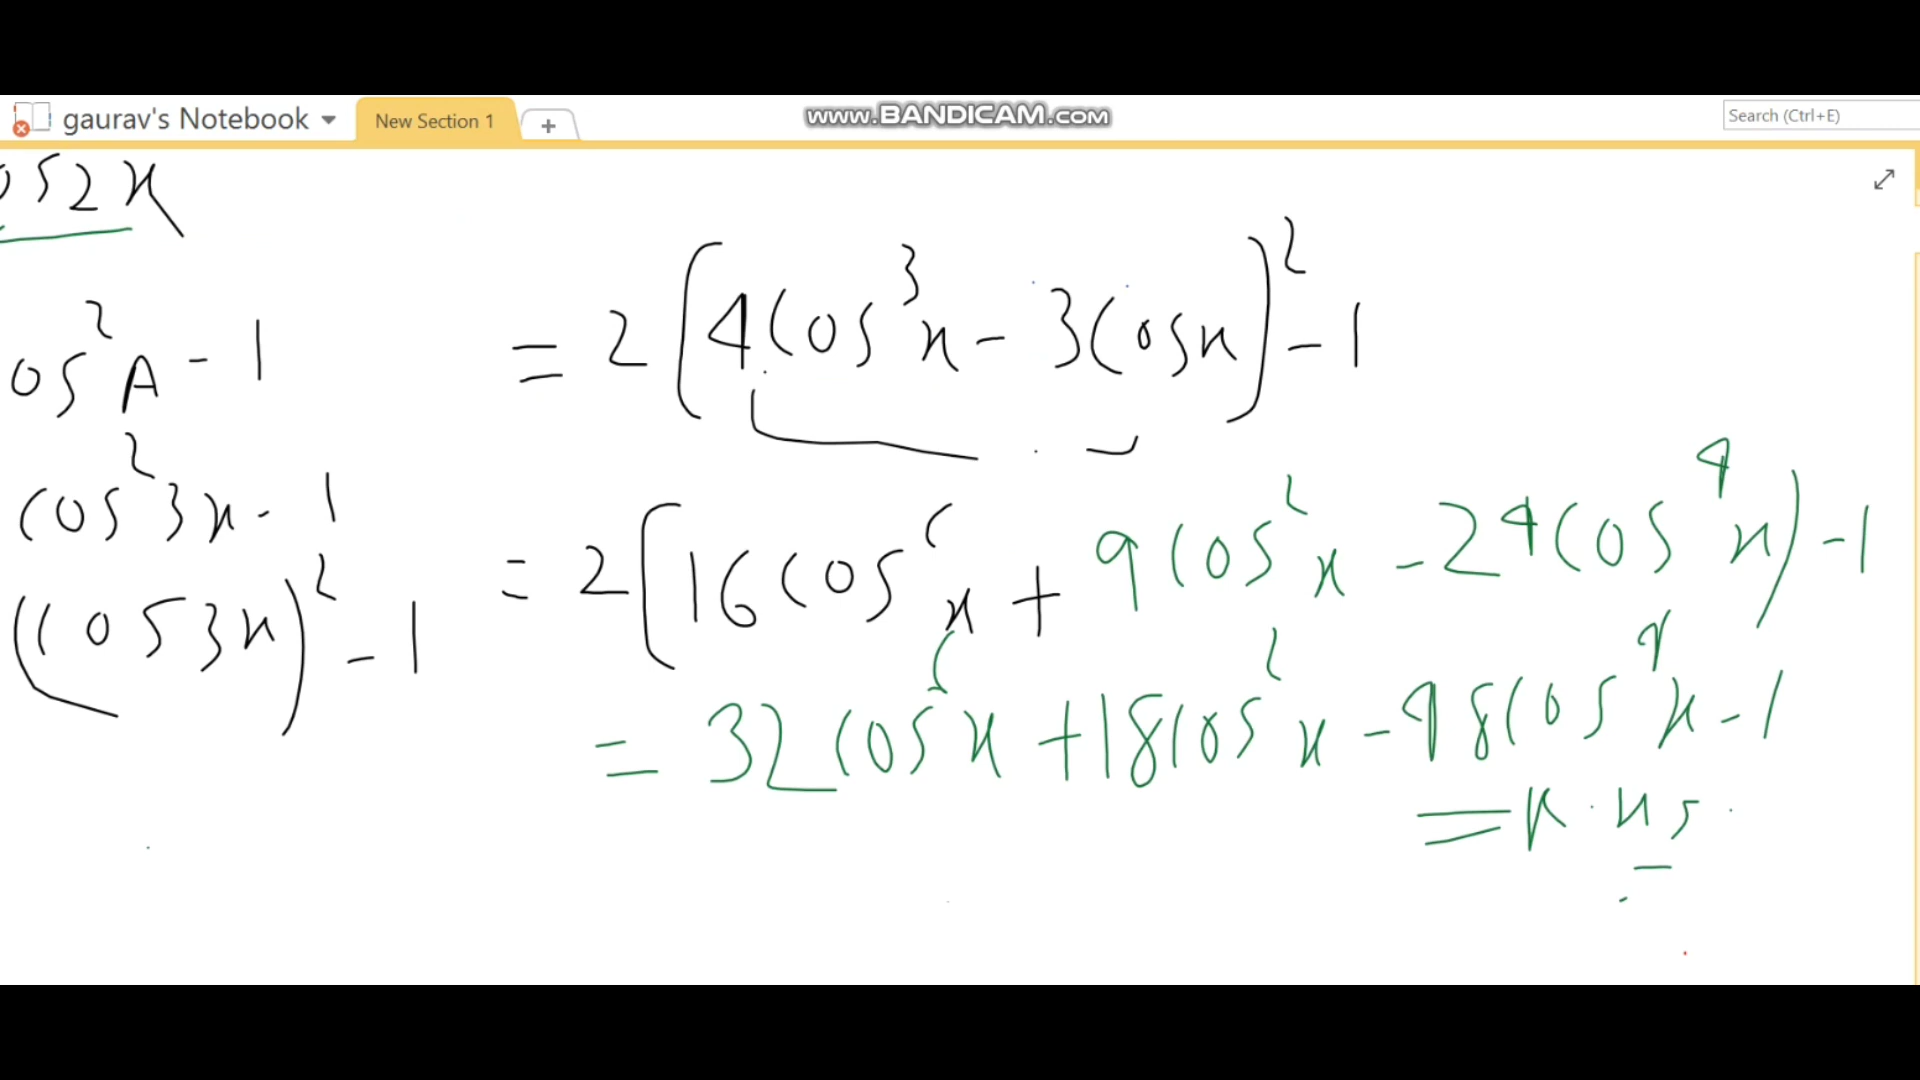 gaurav's Notebook
New Section 1
www.BANDICAM.com
Search (Ctrl+E)
os2x
os²A - 1
cos²3x - 1
(cos3x)² - 1
= 2(4cos³x - 3cosx)² - 1
= 2[16cos⁶x + 9cos²x - 24cos⁴x) - 1
= 32cos⁶x + 18cos²x - 48cos⁴x - 1
= R.H.S.